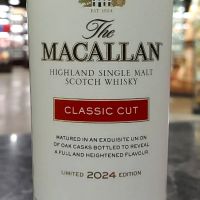 EST. 1824
The
MACALLAN
HIGHLAND SINGLE MALT
SCOTCH WHISKY
CLASSIC CUT
MATURED IN AN EXQUISITE UNION
OF OAK CASKS BOTTLED TO REVEAL
A FULL AND HEIGHTENED FLAVOUR.
LIMITED 2024 EDITION